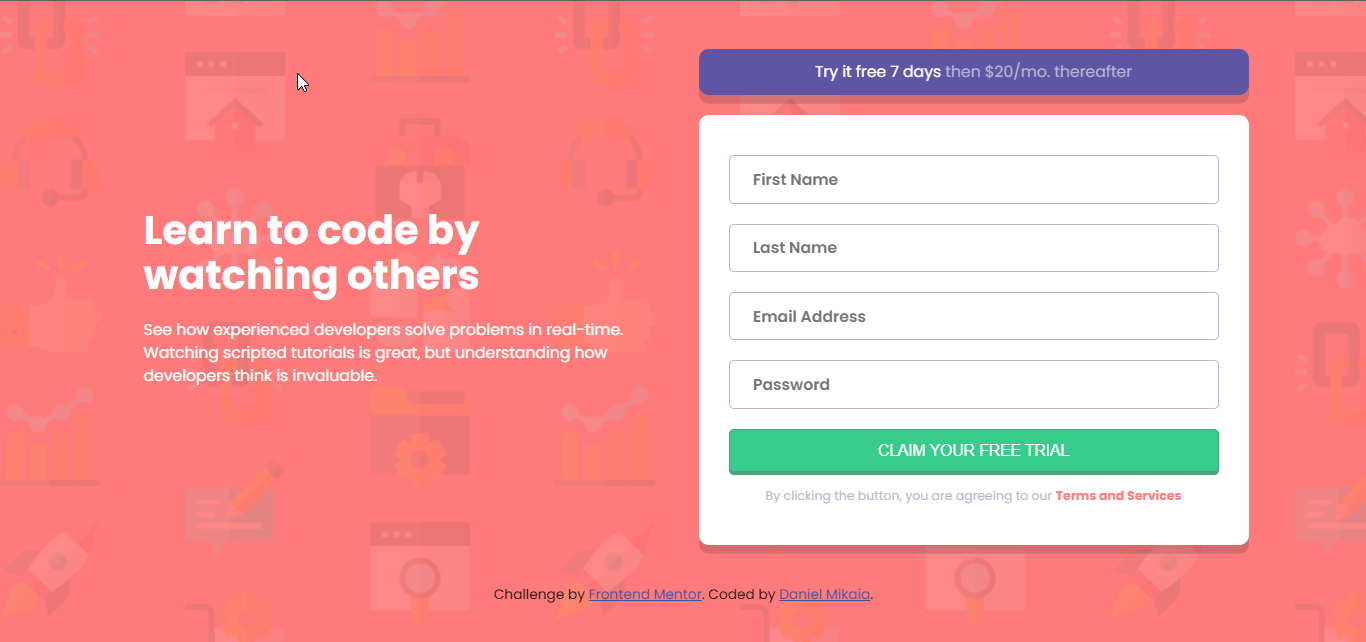 Learn to code by
watching others
See how experienced developers solve problems in real-time.
Watching scripted tutorials is great, but understanding how
developers think is invaluable.
Try it free 7 days then $20/mo. thereafter
First Name
Last Name
Email Address
Password
CLAIM YOUR FREE TRIAL
By clicking the button, you are agreeing to our Terms and Services
Challenge by Frontend Mentor. Coded by Daniel Mikaia.